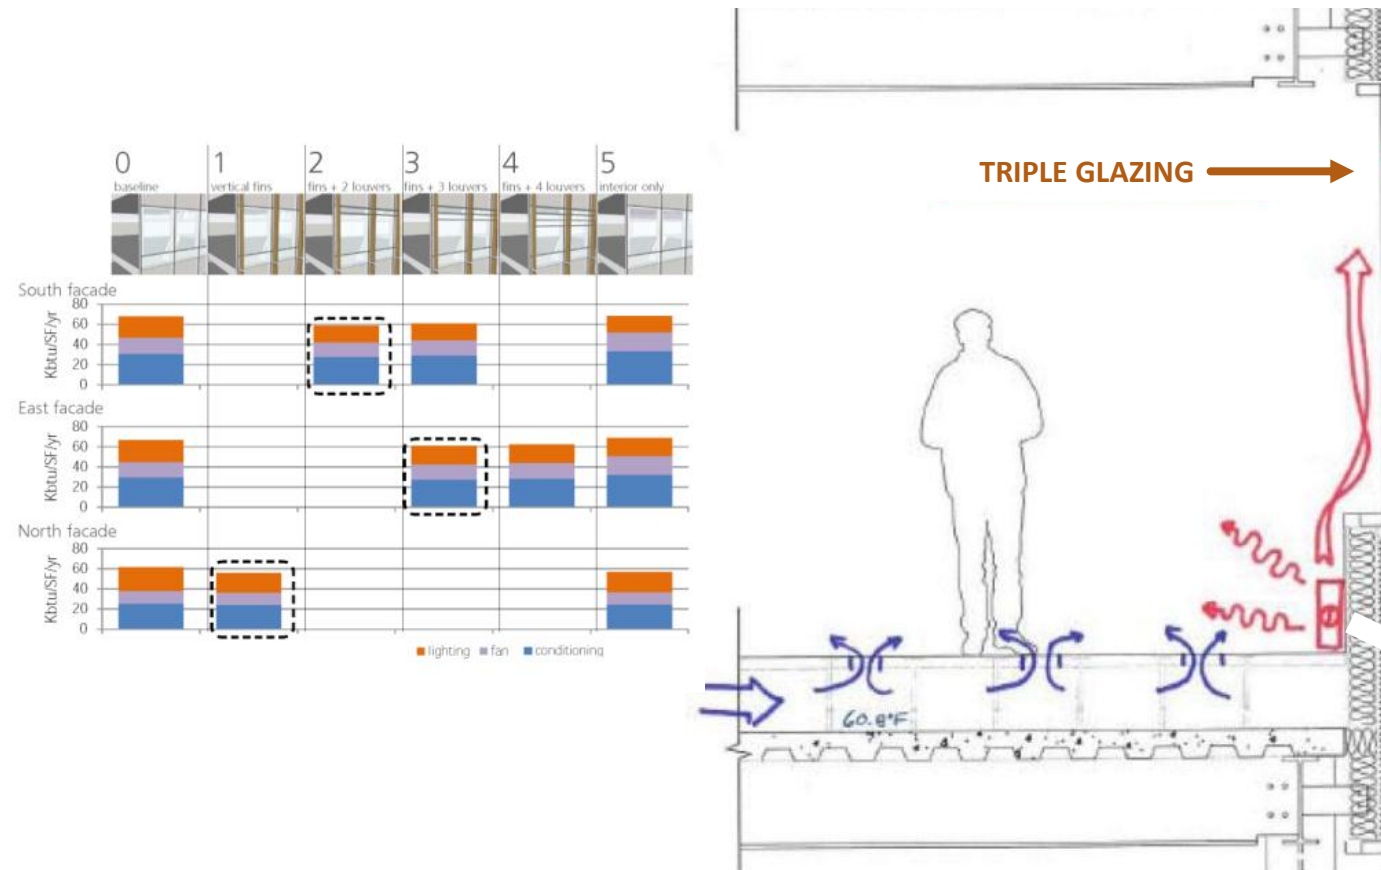 0 1 2 3 4 5
baseline vertical fins fins + 2 louvers fins + 3 louvers fins + 4 louvers interior only
South facade
Kbtu/SF/yr
80
60
40
20
0
East facade
Kbtu/SF/yr
80
60
40
20
0
North facade
Kbtu/SF/yr
80
60
40
20
0
lighting fan conditioning
TRIPLE GLAZING
60.8°F